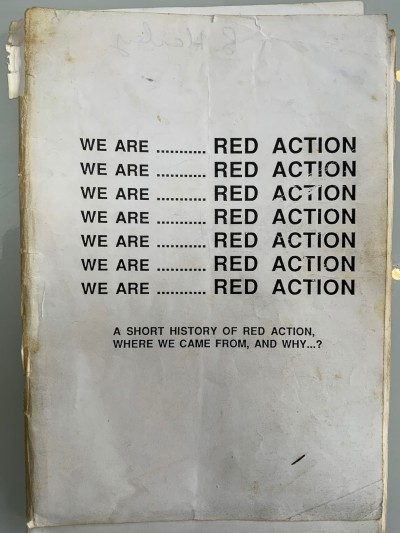 WE ARE ........... RED ACTION
WE ARE ........... RED ACTION
WE ARE ........... RED ACTION
WE ARE ........... RED ACTION
WE ARE ........... RED ACTION
WE ARE ........... RED ACTION
WE ARE ........... RED ACTION
A SHORT HISTORY OF RED ACTION,
WHERE WE CAME FROM, AND WHY...?